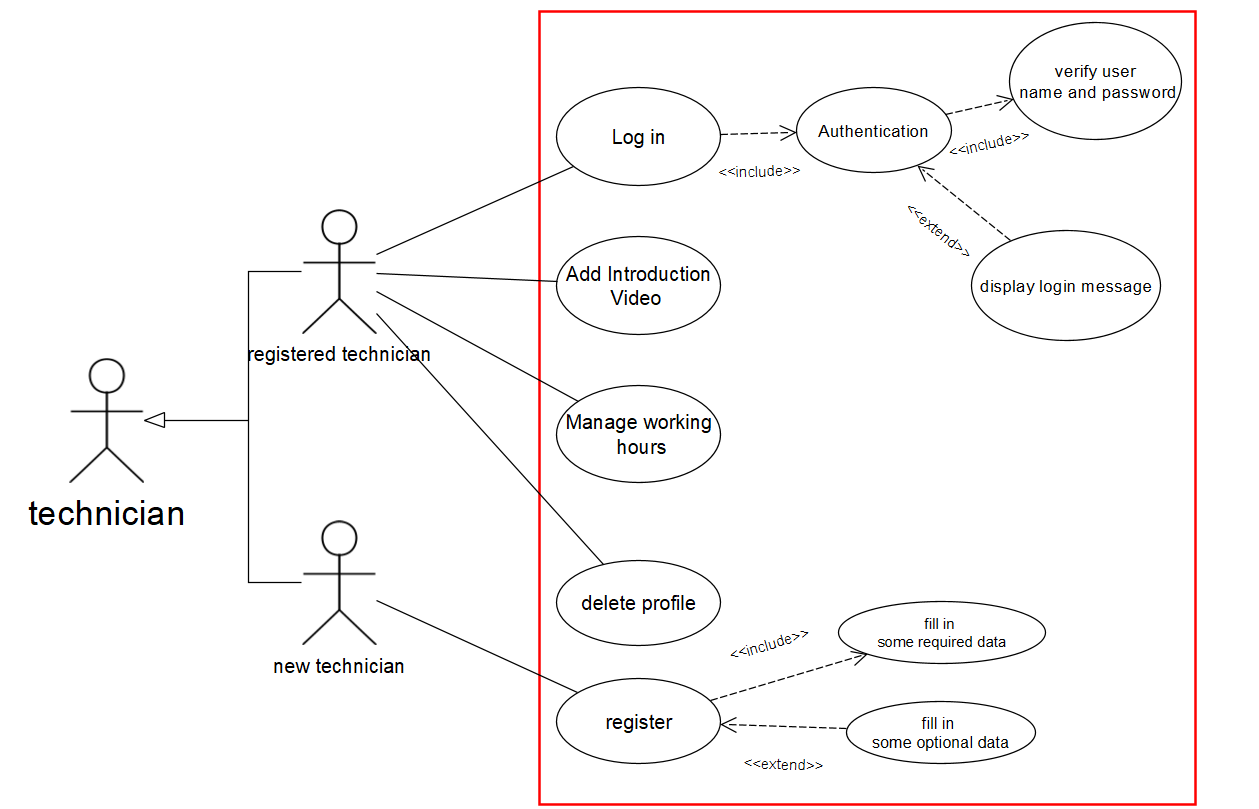 verify user
name and password
Log in
Authentication
<<include>>
<<include>>
<<extend>>
Add Introduction
Video
display login message
registered technician
Manage working
hours
technician
delete profile
new technician
<<include>>
fill in
some required data
register
fill in
some optional data
<<extend>>